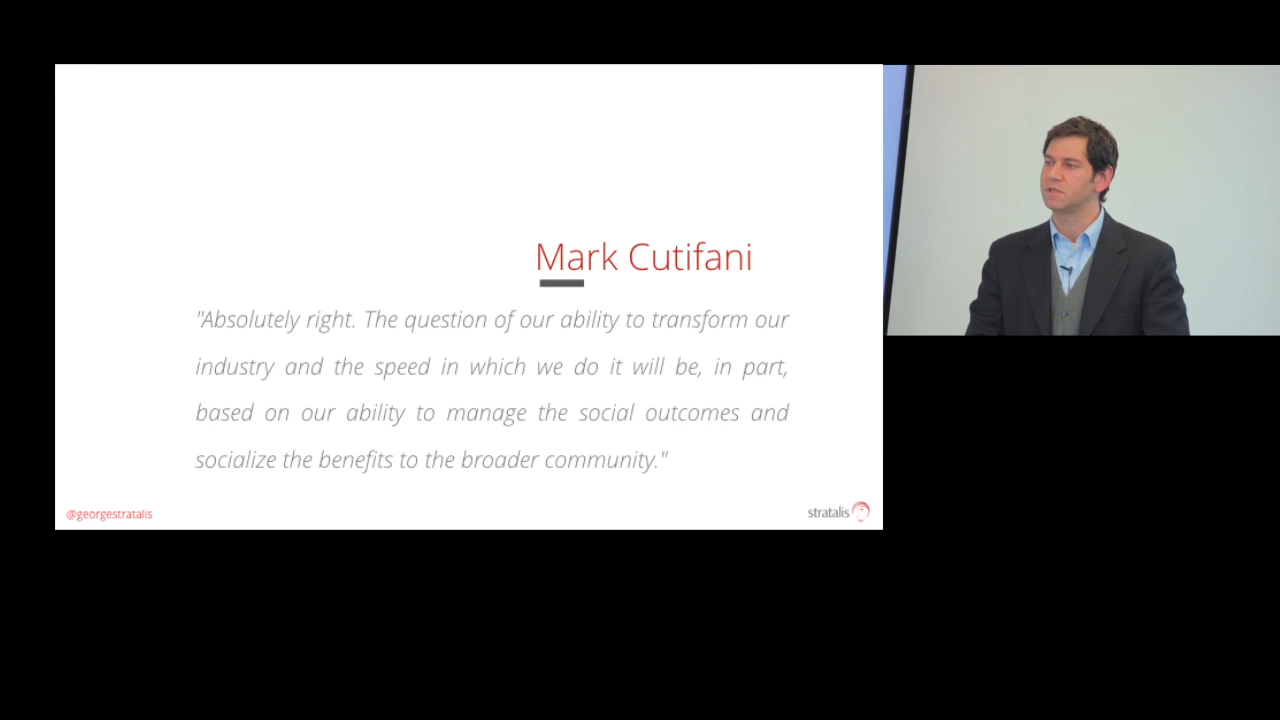 Mark Cutifani
"Absolutely right. The question of our ability to transform our
industry and the speed in which we do it will be, in part,
based on our ability to manage the social outcomes and
socialize the benefits to the broader community."
@georgestratalis
stratalis